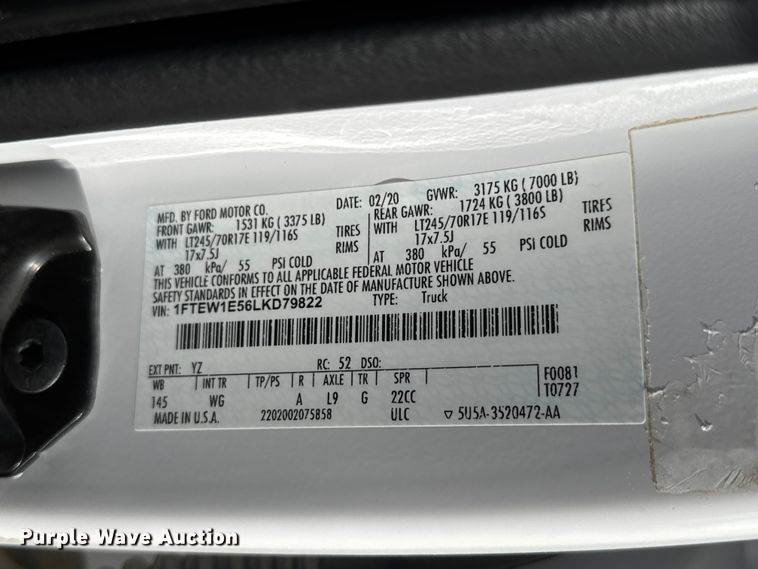 MFD. BY FORD MOTOR CO. DATE: 02/20 GVWR: 3175 KG ( 7000 LB)
FRONT GAWR: 1531 KG ( 3375 LB) REAR GAWR: 1724 KG ( 3800 LB)
WITH LT245/70R17E 119/116S TIRES WITH LT245/70R17E 119/116S TIRES
17x7.5J RIMS 17x7.5J RIMS
AT 380 kPa/ 55 PSI COLD AT 380 kPa/ 55 PSI COLD
THIS VEHICLE CONFORMS TO ALL APPLICABLE FEDERAL MOTOR VEHICLE
SAFETY STANDARDS IN EFFECT ON THE DATE OF MANUFACTURE SHOWN ABOVE.
VIN: 1FTEW1E56LKD79822 TYPE: Truck
EXT PNT: YZ RC: 52 DSO: F0081
WB INT TR TP/PS R AXLE TR SPR T0727
145 WG A L9 G 22CC
MADE IN U.S.A. 2202002075858 ULC ▽ 5U5A-3520472-AA
Purple Wave Auction